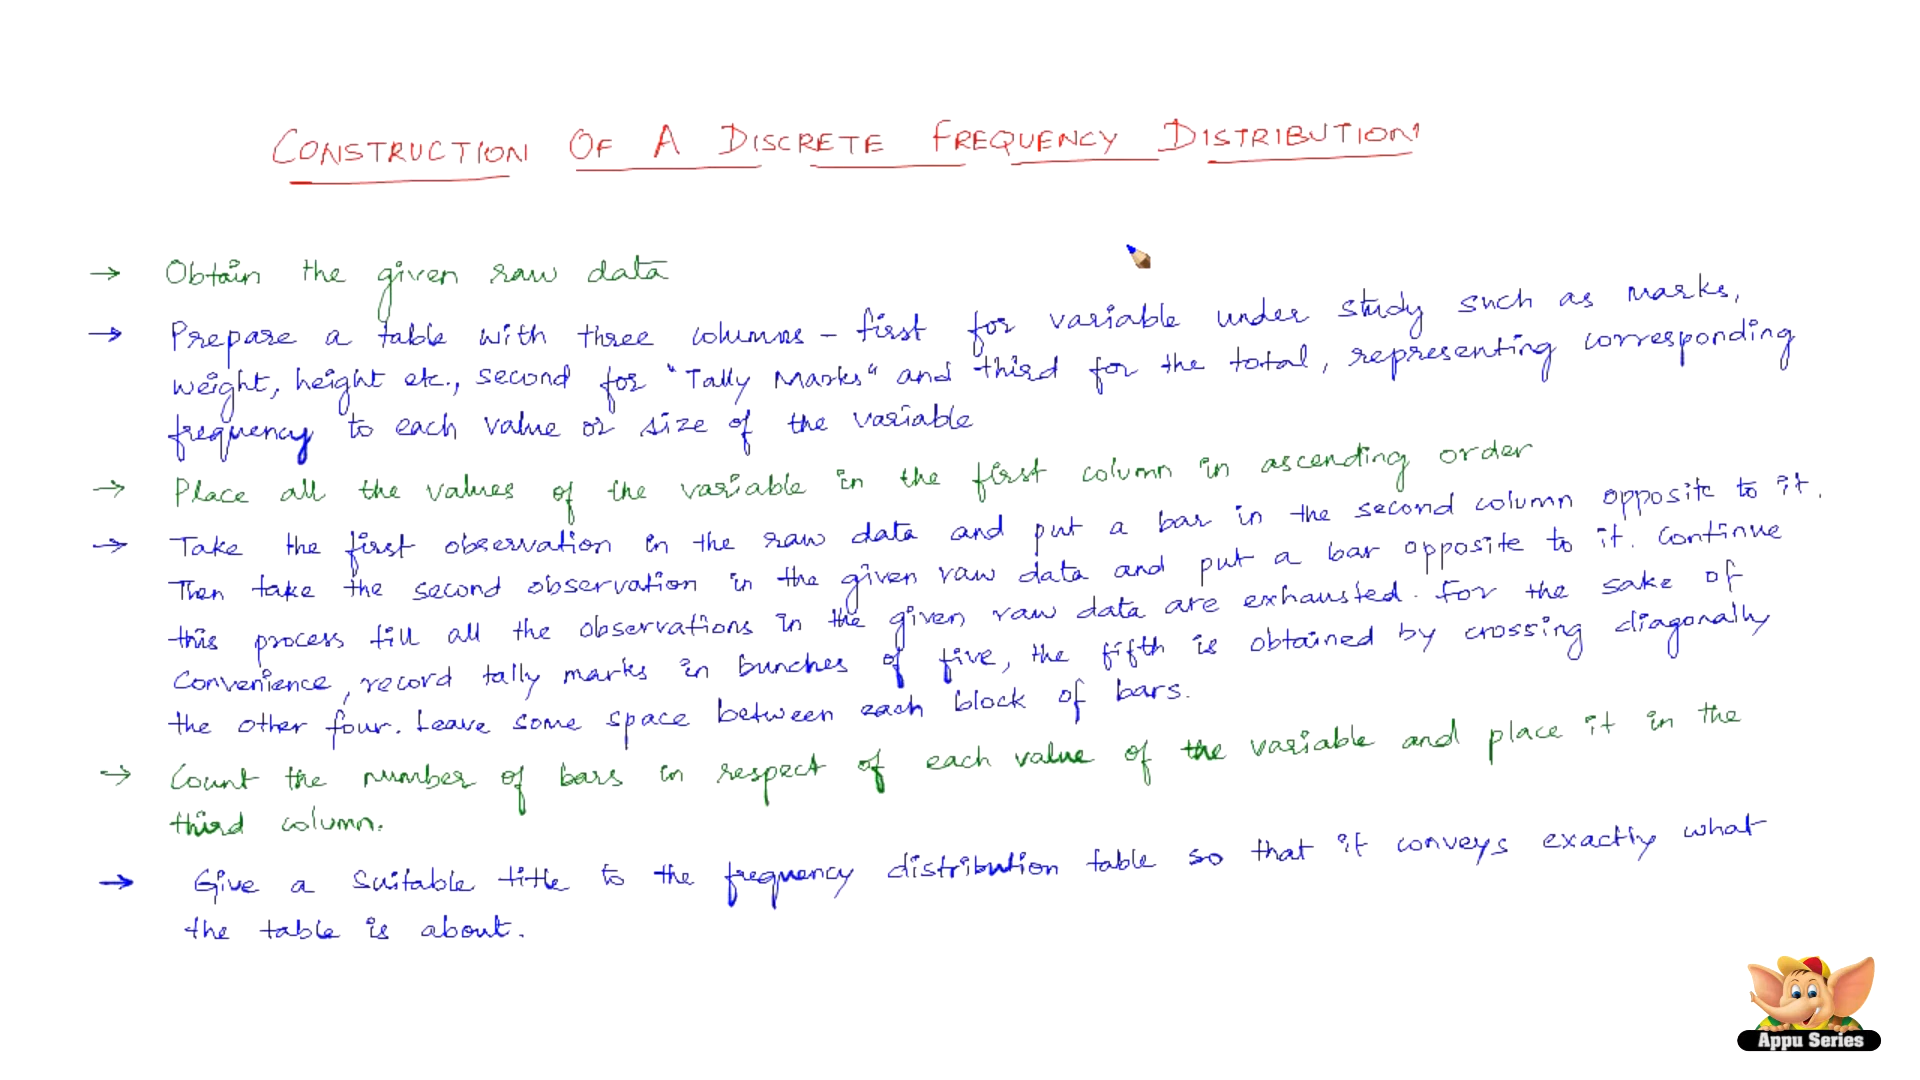 CONSTRUCTION OF A DISCRETE FREQUENCY DISTRIBUTION
→ Obtain the given raw data
→ Prepare a table with three columns - first for variable under study such as marks,
weight, height etc., second for "Tally Marks" and third for the total, representing corresponding
frequency to each value or size of the variable
→ Place all the values of the variable in the first column in ascending order
→ Take the first observation in the raw data and put a bar in the second column opposite to it.
Then take the second observation in the given raw data and put a bar opposite to it. Continue
this process till all the observations in the given raw data are exhausted. For the sake of
convenience, record tally marks in bunches of five, the fifth is obtained by crossing diagonally
the other four. Leave some space between each block of bars.
→ Count the number of bars in respect of each value of the variable and place it in the
third column.
→ Give a suitable title to the frequency distribution table so that it conveys exactly what
the table is about.
Appu Series